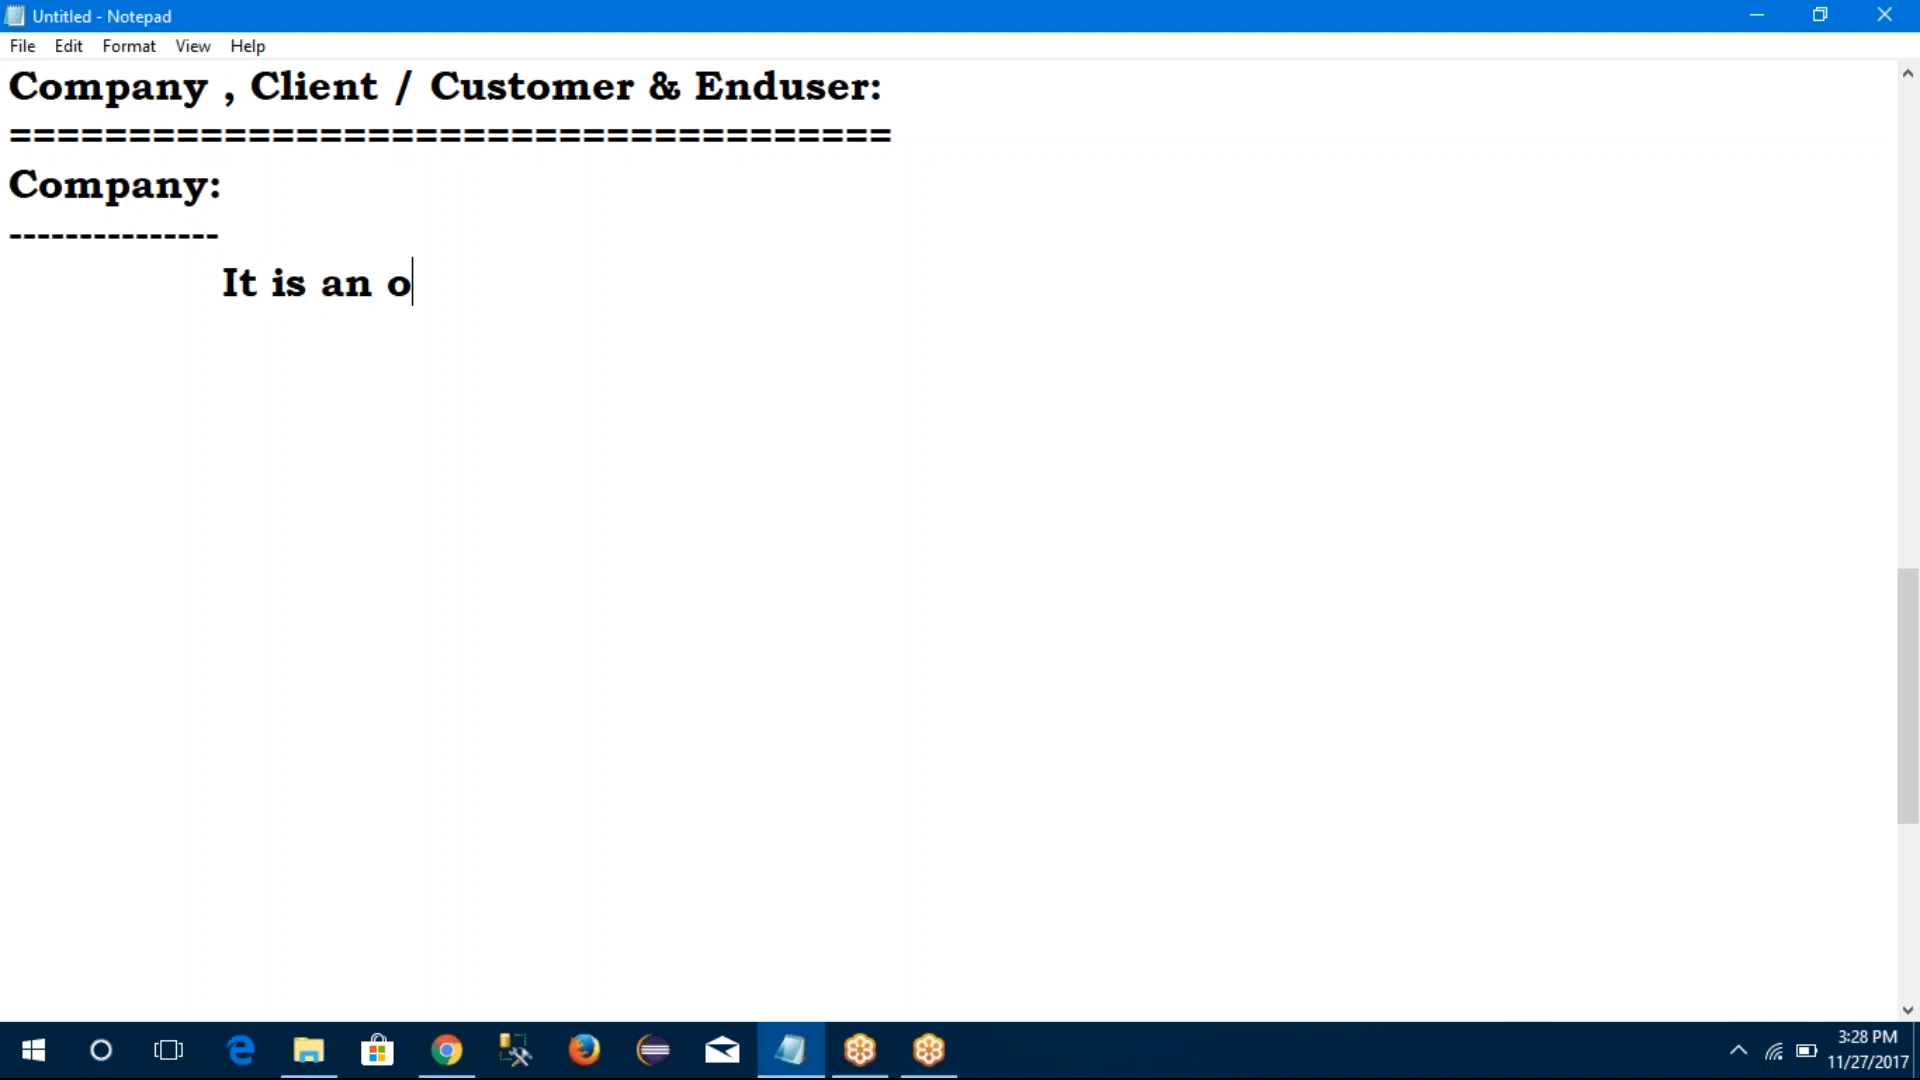 Untitled - Notepad
File Edit Format View Help
Company , Client / Customer & Enduser:
=====================================
Company:
---------------
It is an o
3:28 PM
11/27/2017